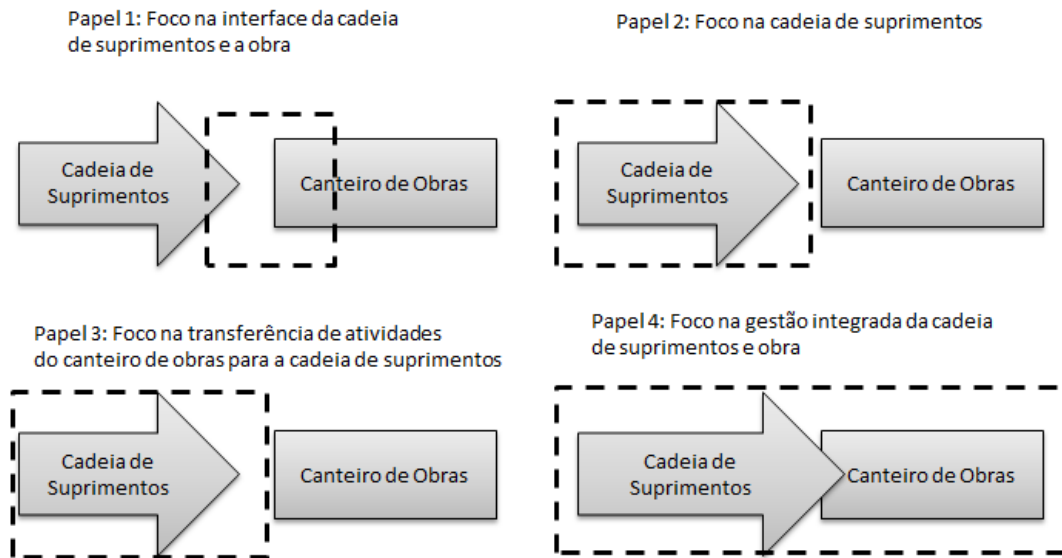 Papel 1: Foco na interface da cadeia
de suprimentos e a obra
Cadeia de
Suprimentos
Canteiro de Obras
Papel 2: Foco na cadeia de suprimentos
Cadeia de
Suprimentos
Canteiro de Obras
Papel 3: Foco na transferência de atividades
do canteiro de obras para a cadeia de suprimentos
Cadeia de
Suprimentos
Canteiro de Obras
Papel 4: Foco na gestão integrada da cadeia
de suprimentos e obra
Cadeia de
Suprimentos
Canteiro de Obras